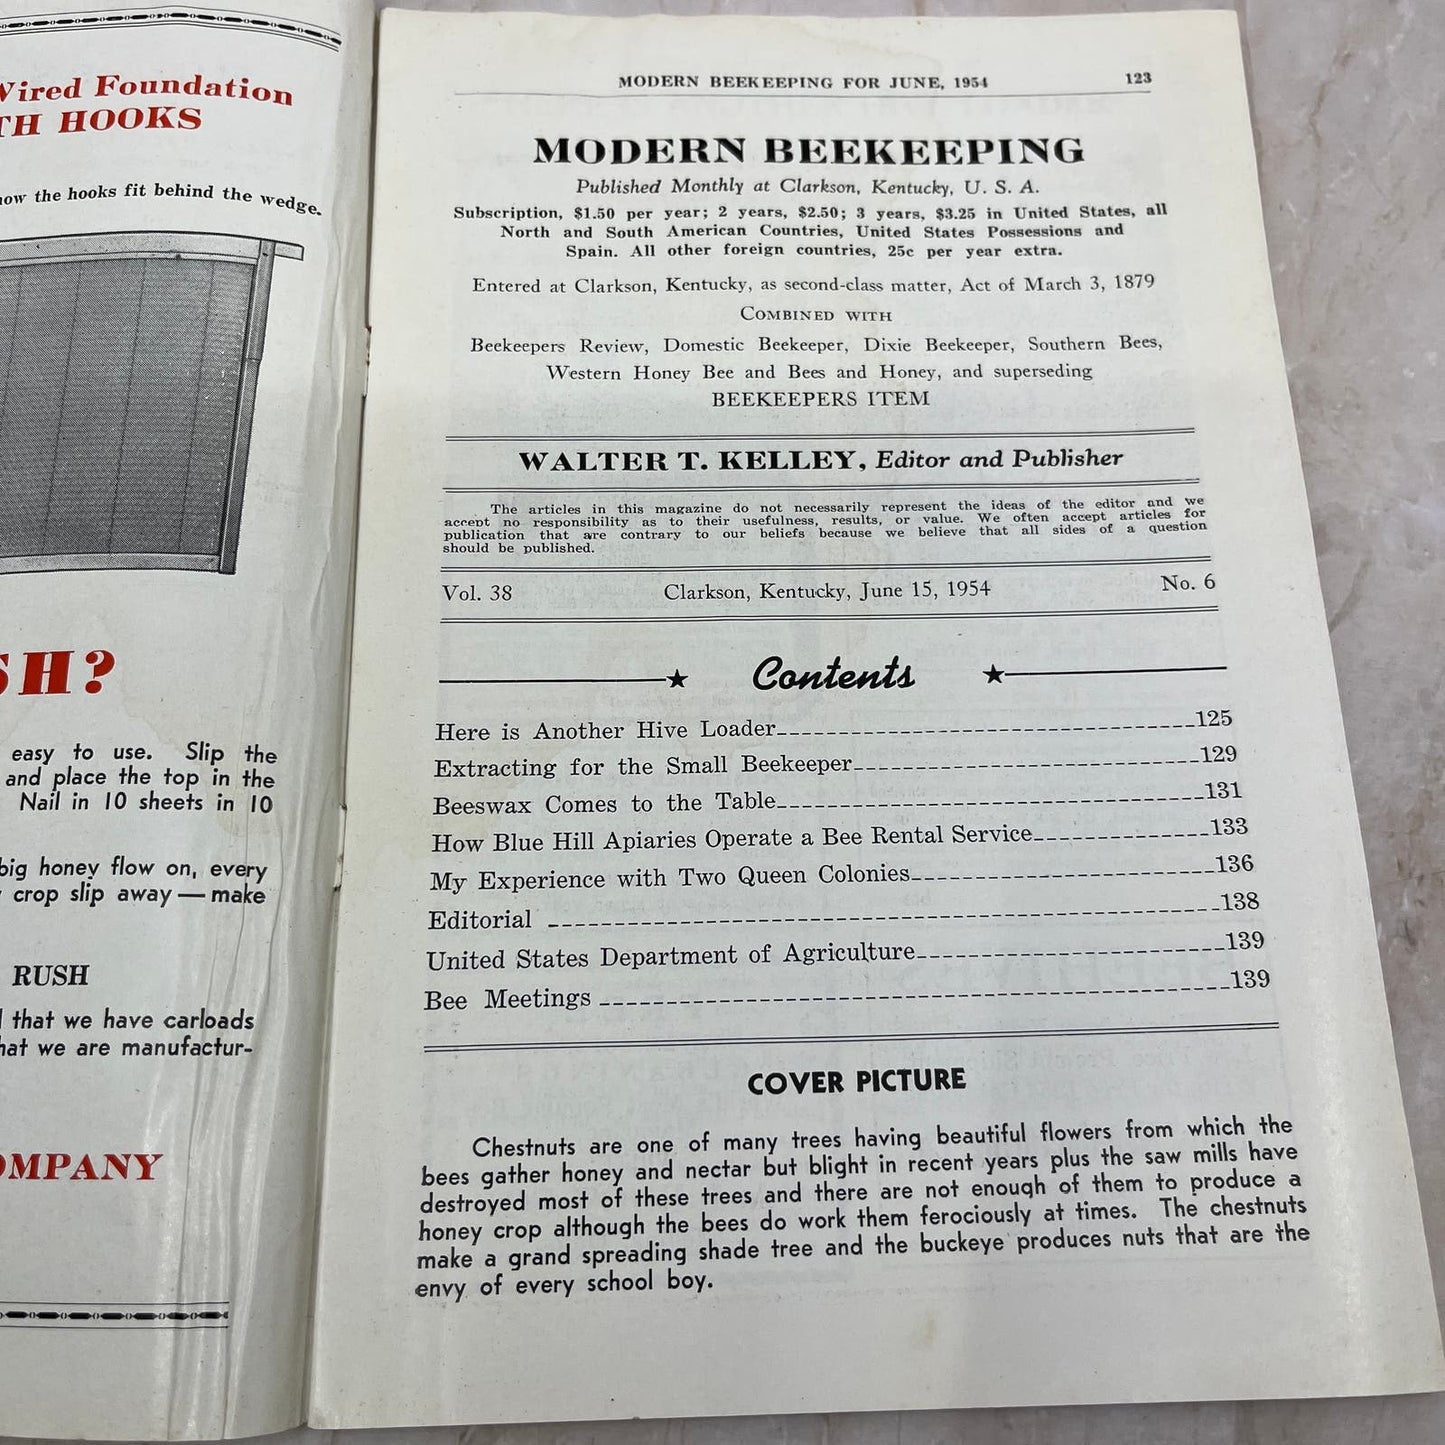 Wired Foundation
TH HOOKS
how the hooks fit behind the wedge.
SH?
easy to use. Slip the
and place the top in the
Nail in 10 sheets in 10
big honey flow on, every
crop slip away — make
RUSH
that we have carloads
that we are manufactur-
OMPANY
MODERN BEEKEEPING FOR JUNE, 1954 123
MODERN BEEKEEPING
Published Monthly at Clarkson, Kentucky, U. S. A.
Subscription, $1.50 per year; 2 years, $2.50; 3 years, $3.25 in United States, all
North and South American Countries, United States Possessions and
Spain. All other foreign countries, 25c per year extra.
Entered at Clarkson, Kentucky, as second-class matter, Act of March 3, 1879
COMBINED WITH
Beekeepers Review, Domestic Beekeeper, Dixie Beekeeper, Southern Bees,
Western Honey Bee and Bees and Honey, and superseding
BEEKEEPERS ITEM
WALTER T. KELLEY, Editor and Publisher
The articles in this magazine do not necessarily represent the ideas of the editor and we
accept no responsibility as to their usefulness, results, or value. We often accept articles for
publication that are contrary to our beliefs because we believe that all sides of a question
should be published.
Vol. 38 Clarkson, Kentucky, June 15, 1954 No. 6
Contents
Here is Another Hive Loader 125
Extracting for the Small Beekeeper 129
Beeswax Comes to the Table 131
How Blue Hill Apiaries Operate a Bee Rental Service 133
My Experience with Two Queen Colonies 136
Editorial 138
United States Department of Agriculture 139
Bee Meetings 139
COVER PICTURE
Chestnuts are one of many trees having beautiful flowers from which the
bees gather honey and nectar but blight in recent years plus the saw mills have
destroyed most of these trees and there are not enough of them to produce a
honey crop although the bees do work them ferociously at times. The chestnuts
make a grand spreading shade tree and the buckeye produces nuts that are the
envy of every school boy.